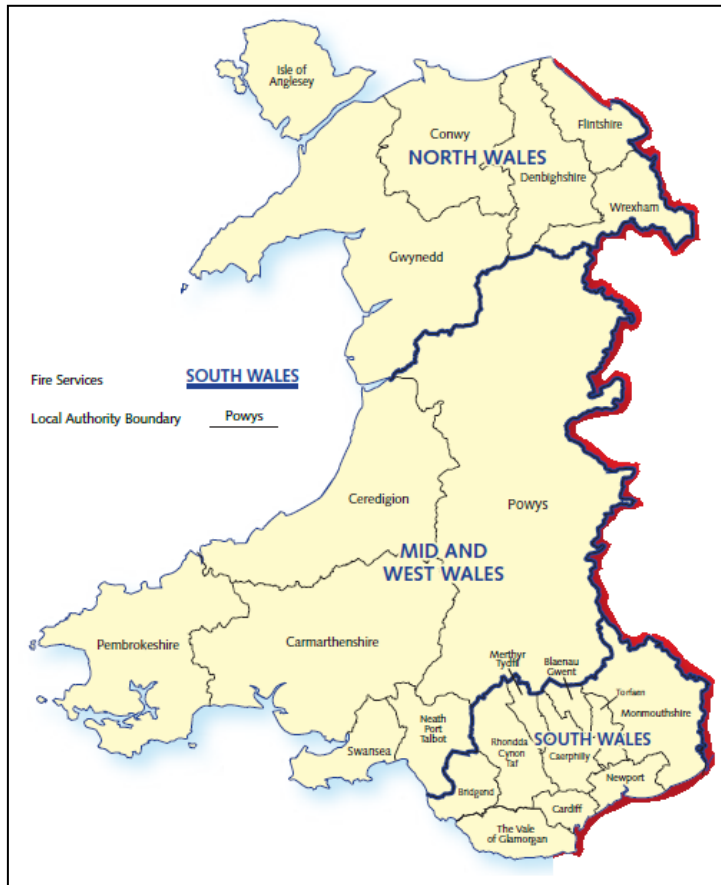 Isle of
Anglesey
Conwy
Flintshire
NORTH WALES
Denbighshire
Wrexham
Gwynedd
Fire Services
SOUTH WALES
Local Authority Boundary
Powys
Ceredigion
Powys
MID AND
WEST WALES
Pembrokeshire
Carmarthenshire
Merthyr
Tydfil
Blaenau
Gwent
Torfaen
Monmouthshire
Neath
Port
Talbot
Swansea
Rhondda
Cynon
Taf
SOUTH WALES
Caerphilly
Newport
Bridgend
Cardiff
The Vale
of Glamorgan